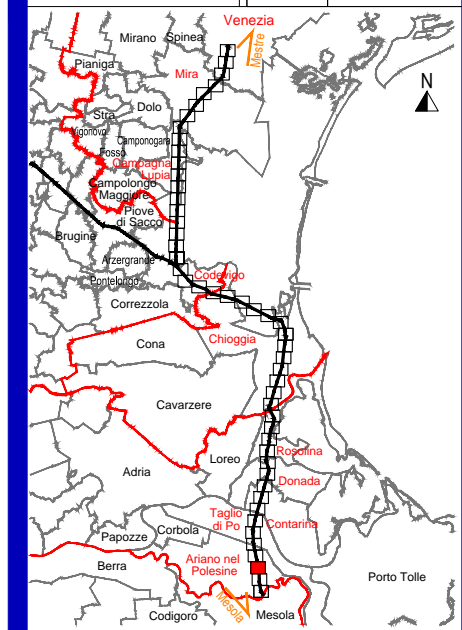 Venezia
Mirano
Spinea
Mestre
Pianiga
Mira
N
Dolo
Stra
Vigonovo
Camponogara
Fosso
Campagna
Lupia
Campolongo
Maggiore
Piove
di Sacco
Brugine
Arzergrande
Codevigo
Pontelongo
Correzzola
Chioggia
Cona
Cavarzere
Rosolina
Loreo
Adria
Donada
Taglio
di Po
Contarina
Corbola
Papozze
Ariano nel
Polesine
Berra
Porto Tolle
Mesola
Mesola
Codigoro